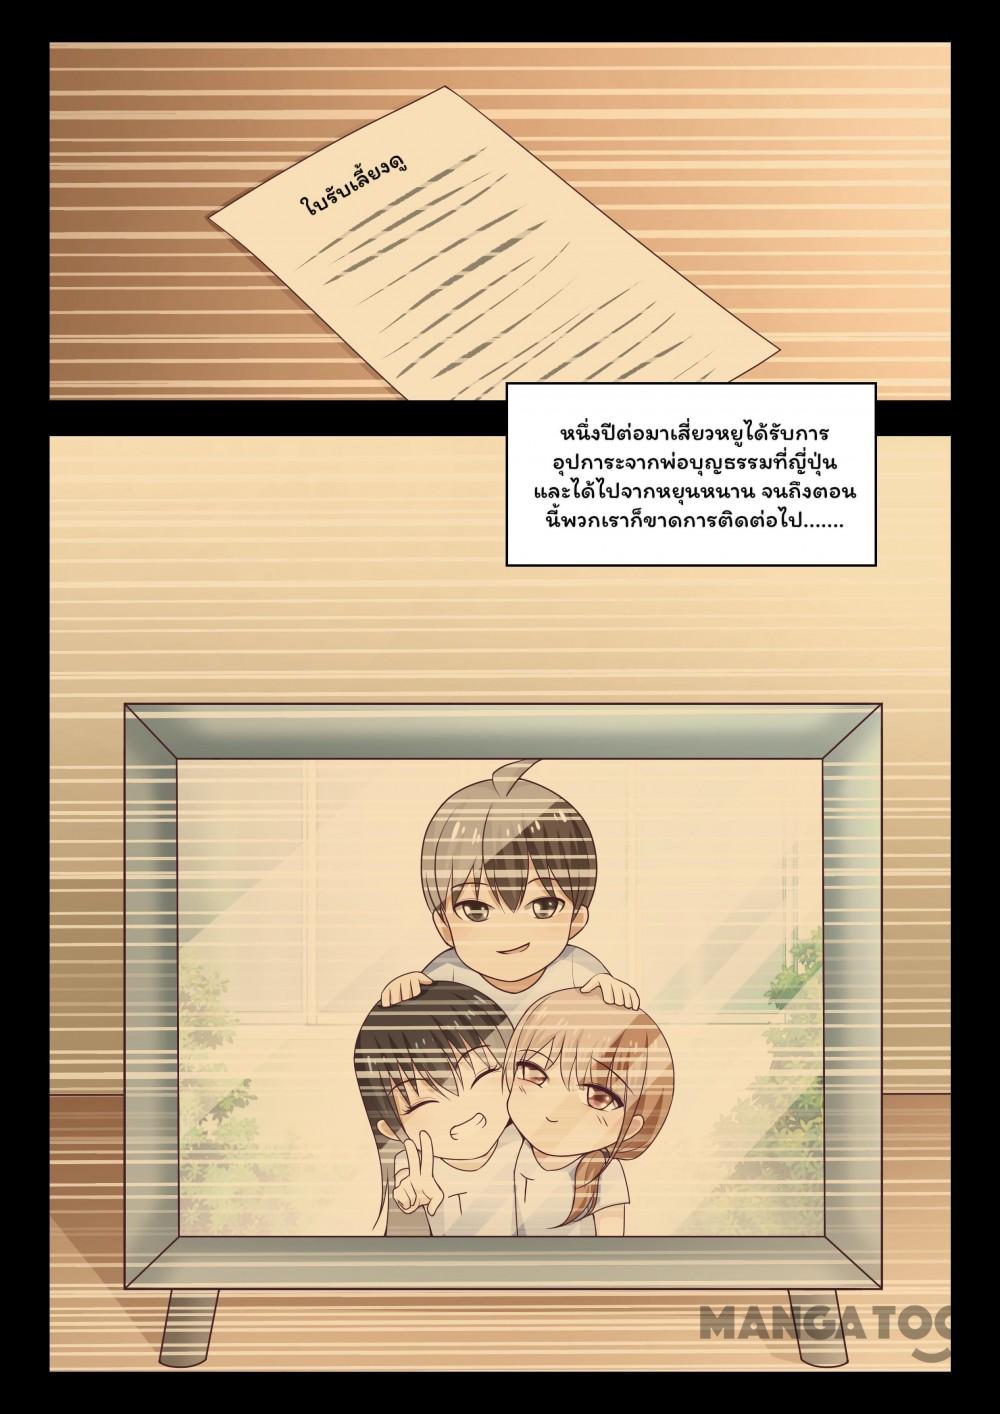 ใบรับเลี้ยงดู
หนึ่งปีต่อมาเสี่ยวหยูได้รับการ
อุปการะจากพ่อบุญธรรมที่ญี่ปุ่น
และได้ไปจากหยุนหนาน จนถึงตอน
นี้พวกเราก็ขาดการติดต่อไป.......
T
T
MANGATOO